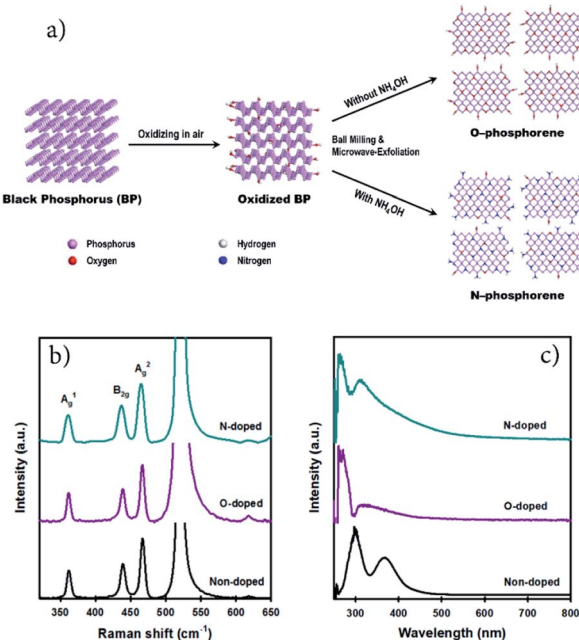 a)
Without NH4OH
O–phosphorene
Oxidizing in air
Ball Milling &
Microwave-Exfoliation
Black Phosphorus (BP)
Oxidized BP
With NH4OH
Phosphorus
Hydrogen
Oxygen
Nitrogen
N–phosphorene
b)
Ag1
B2g
Ag2
N-doped
O-doped
Non-doped
Intensity (a.u.)
350 400 450 500 550 600 650
Raman shift (cm-1)
c)
N-doped
O-doped
Non-doped
Intensity (a.u.)
300 400 500 600 700 800
Wavelength (nm)